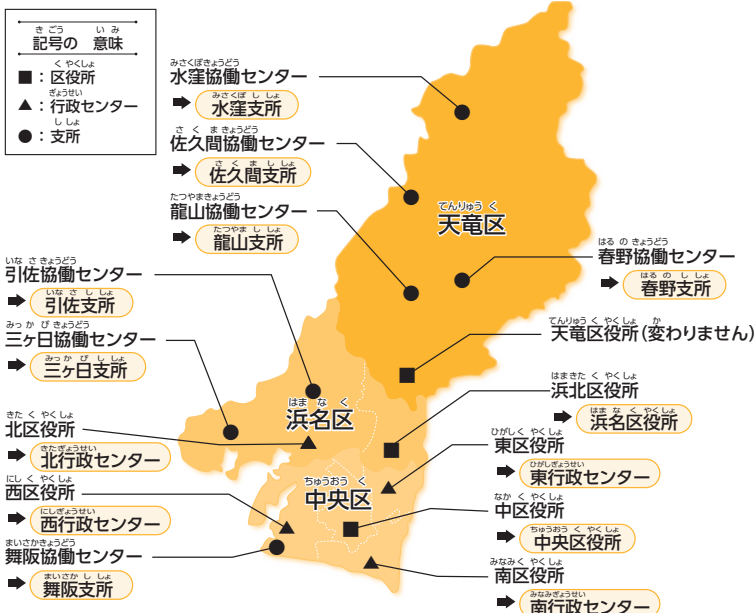 記号の 意味
■：区役所
▲：行政センター
●：支所
水窪協働センター
➡ 水窪支所
佐久間協働センター
➡ 佐久間支所
龍山協働センター
➡ 龍山支所
天竜区
春野協働センター
➡ 春野支所
引佐協働センター
➡ 引佐支所
三ヶ日協働センター
➡ 三ヶ日支所
天竜区役所(変わりません)
浜北区役所
➡ 浜名区役所
浜名区
北区役所
➡ 北行政センター
東区役所
➡ 東行政センター
中央区
西区役所
➡ 西行政センター
中区役所
➡ 中央区役所
舞阪協働センター
➡ 舞阪支所
南区役所
➡ 南行政センター